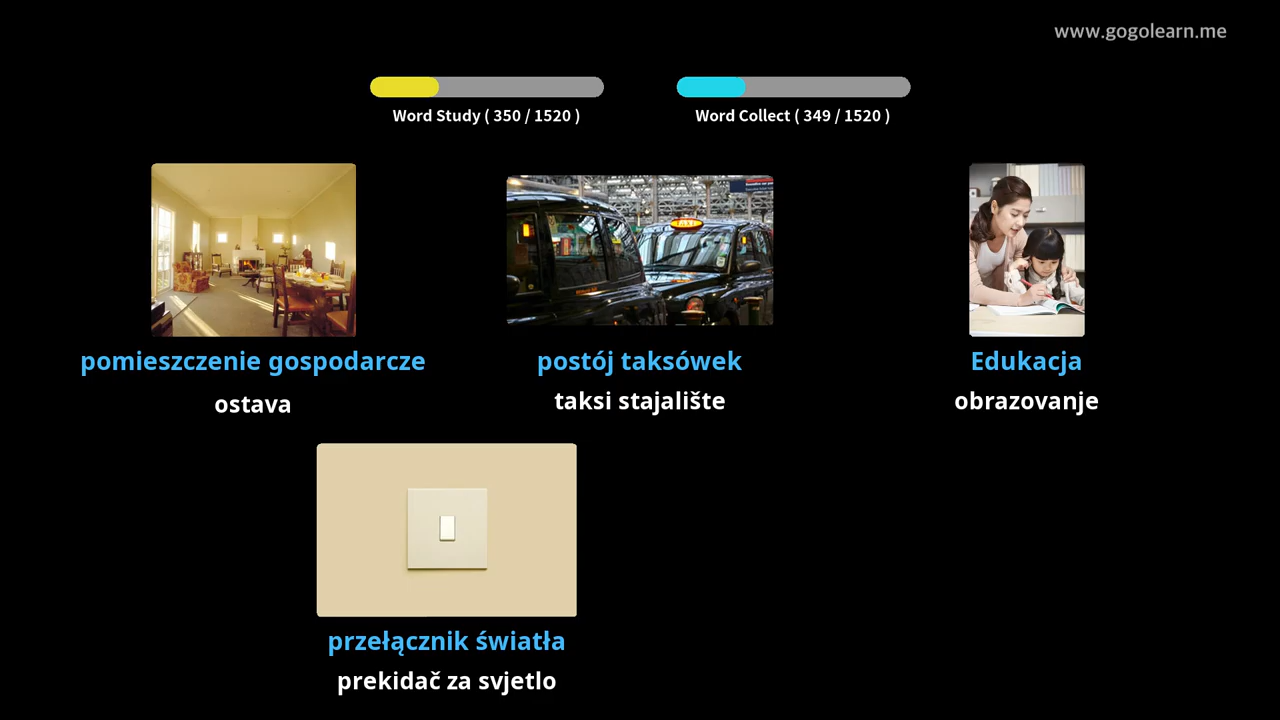 www.gogolearn.me
Word Study ( 350 / 1520 )
Word Collect ( 349 / 1520 )
TAXI
pomieszczenie gospodarcze
ostava
postój taksówek
taksi stajalište
Edukacja
obrazovanje
przełącznik światła
prekidač za svjetlo